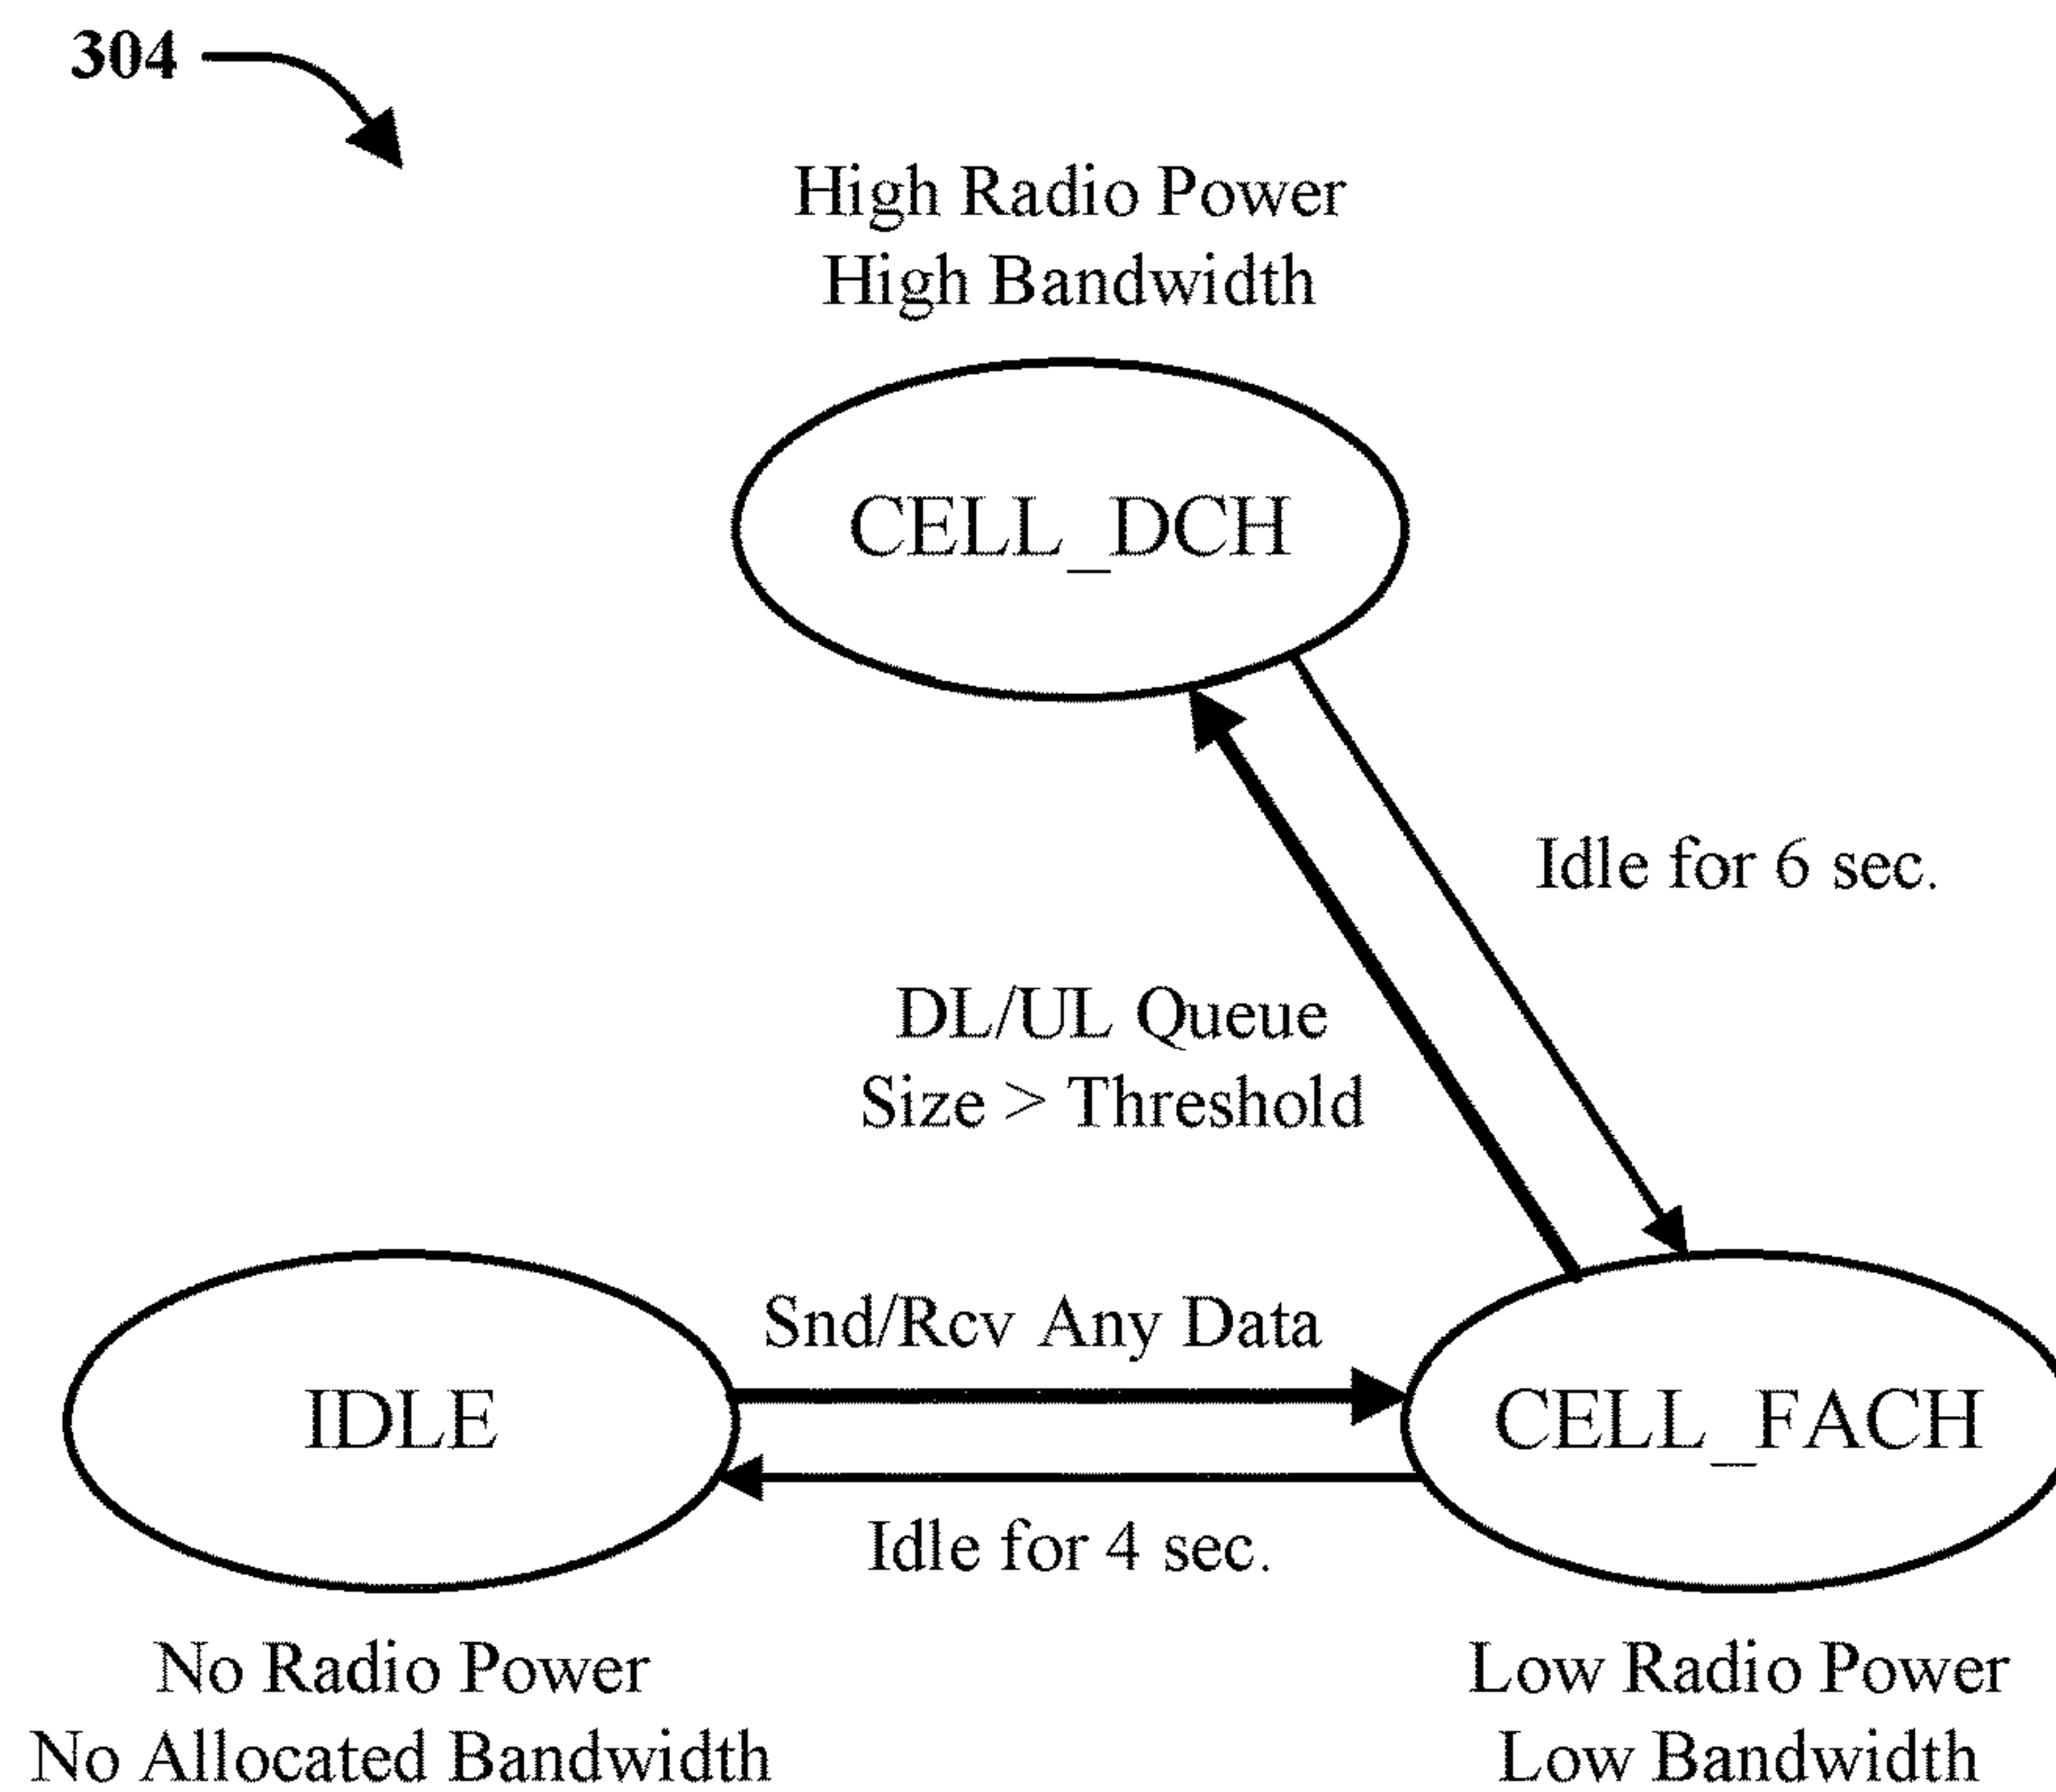 304
High Radio Power
High Bandwidth
CELL_DCH
Idle for 6 sec.
DL/UL Queue
Size > Threshold
Snd/Rcv Any Data
IDLE
CELL_FACH
Idle for 4 sec.
No Radio Power
No Allocated Bandwidth
Low Radio Power
Low Bandwidth